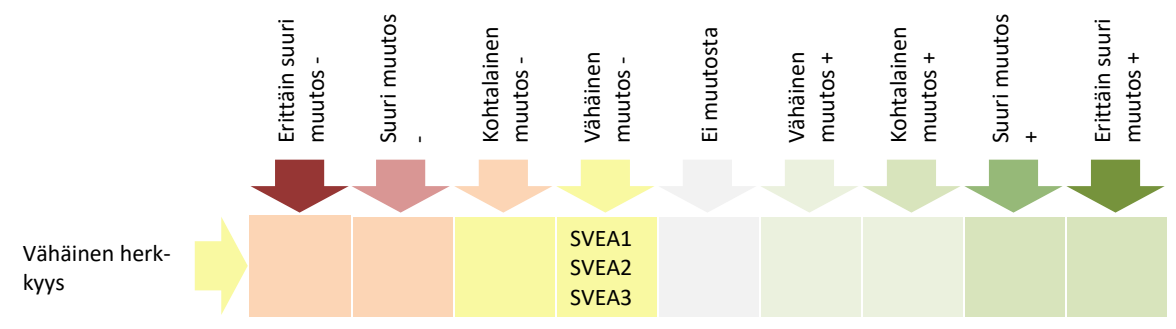 Erittäin suuri
muutos -
Suuri muutos
-
Kohtalainen
muutos -
Vähäinen
muutos -
Ei muutosta
Vähäinen
muutos +
Kohtalainen
muutos +
Suuri muutos
+
Erittäin suuri
muutos +
Vähäinen herk-
kyys
SVEA1
SVEA2
SVEA3